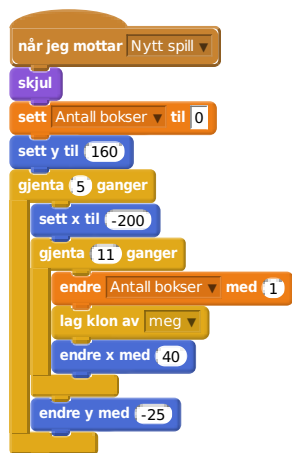 når jeg mottar Nytt spill
skjul
sett Antall bokser til 0
sett y til 160
gjenta 5 ganger
sett x til -200
gjenta 11 ganger
endre Antall bokser med 1
lag klon av meg
endre x med 40
endre y med -25